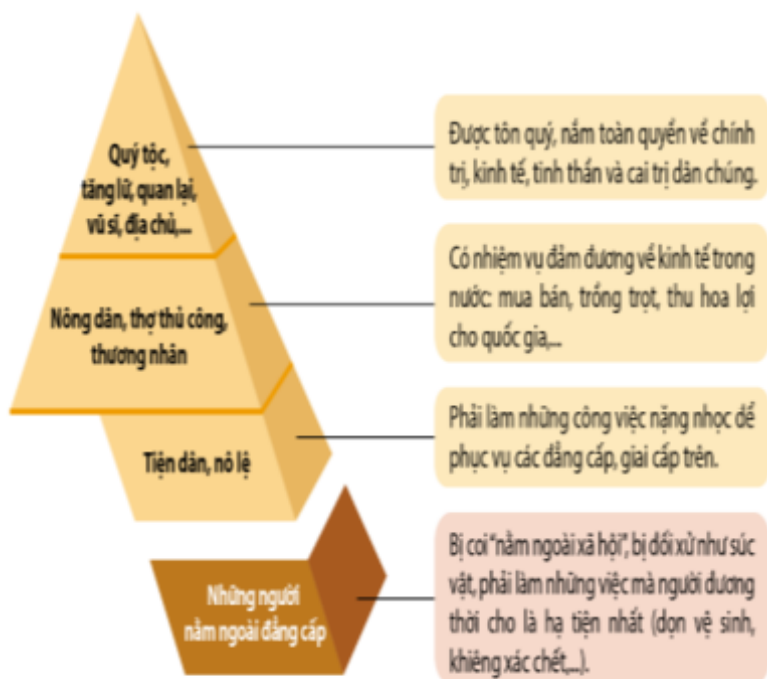 Quý tộc,
tăng lữ, quan lại,
vũ sĩ, địa chủ,...
Được tôn quý, nắm toàn quyền về chính
trị, kinh tế, tinh thần và cai trị dân chúng.
Nông dân, thợ thủ công,
thương nhân
Có nhiệm vụ đảm đương về kinh tế trong
nước: mua bán, trồng trọt, thu hoa lợi
cho quốc gia,...
Tiện dân, nô lệ
Phải làm những công việc nặng nhọc để
phục vụ các đẳng cấp, giai cấp trên.
Những người
nằm ngoài đẳng cấp
Bị coi "nằm ngoài xã hội", bị đối xử như súc
vật, phải làm những việc mà người đương
thời cho là hạ tiện nhất (dọn vệ sinh,
khiêng xác chết,...).